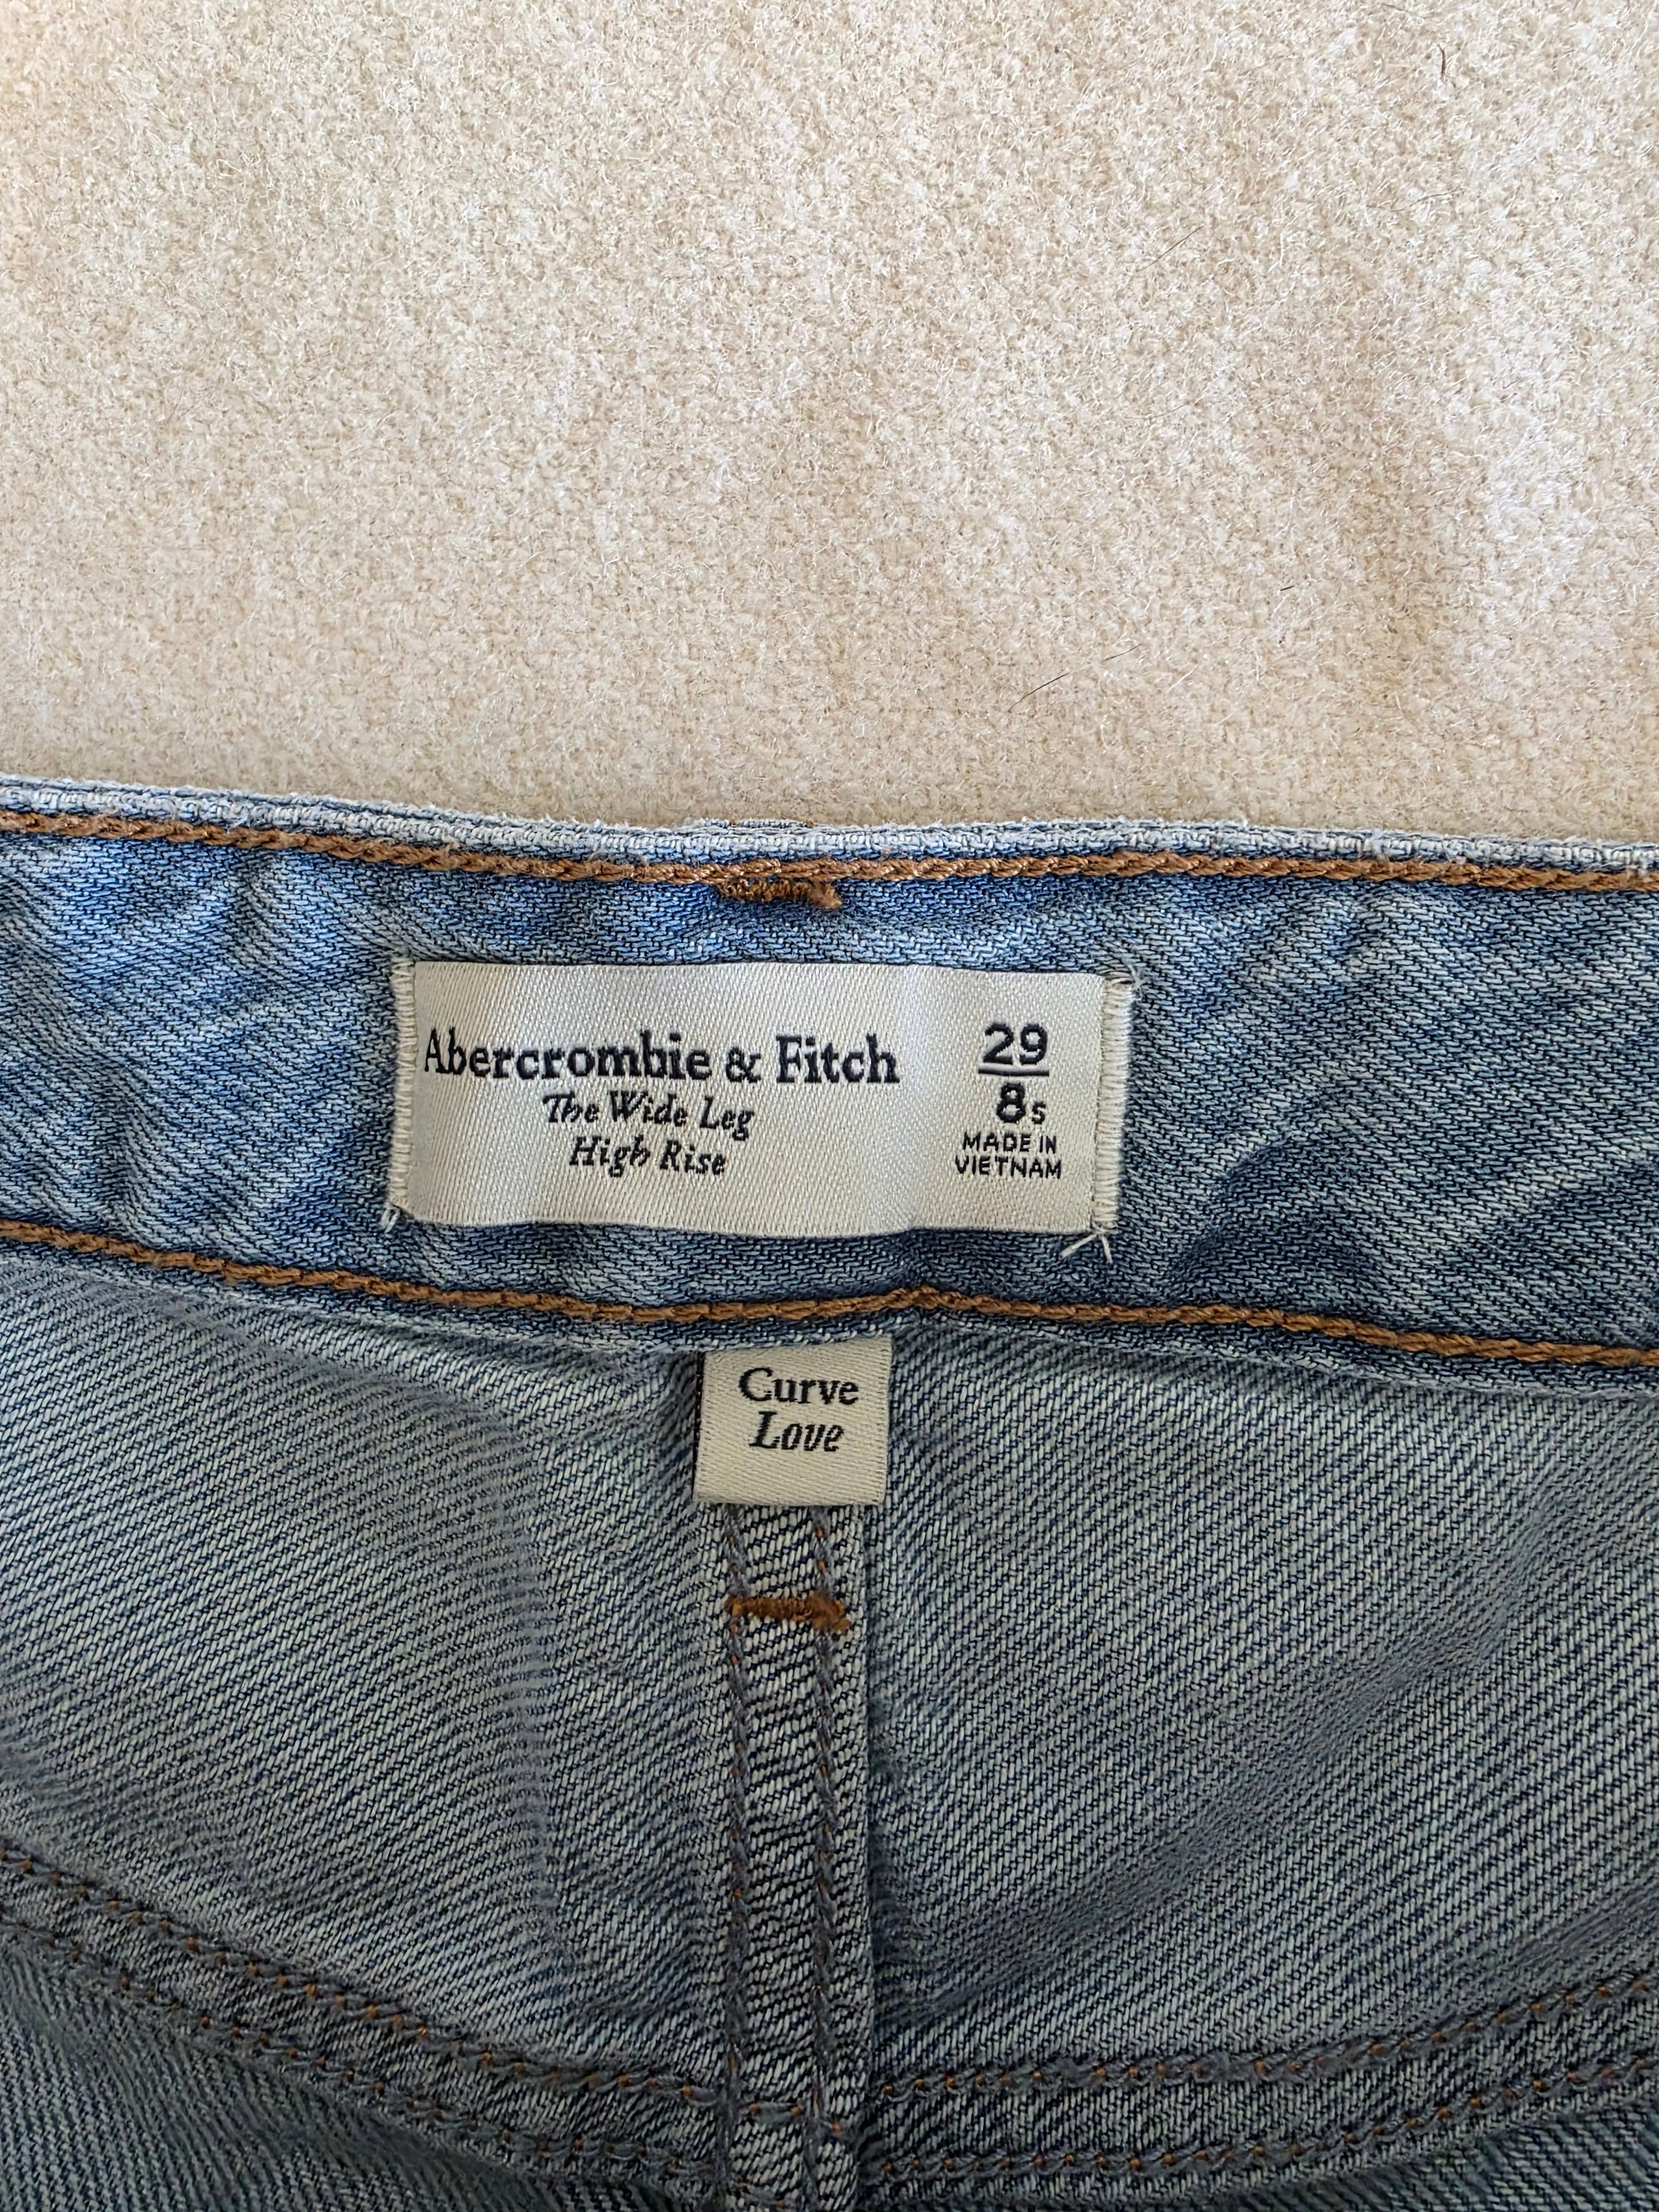 Abercrombie & Fitch
The Wide Leg
High Rise
29
8s
MADE IN
VIETNAM
Curve
Love